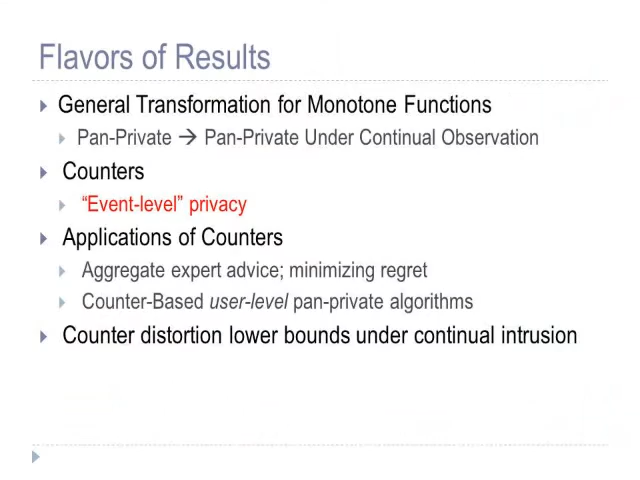 Flavors of Results
General Transformation for Monotone Functions
Pan-Private → Pan-Private Under Continual Observation
Counters
“Event-level” privacy
Applications of Counters
Aggregate expert advice; minimizing regret
Counter-Based user-level pan-private algorithms
Counter distortion lower bounds under continual intrusion